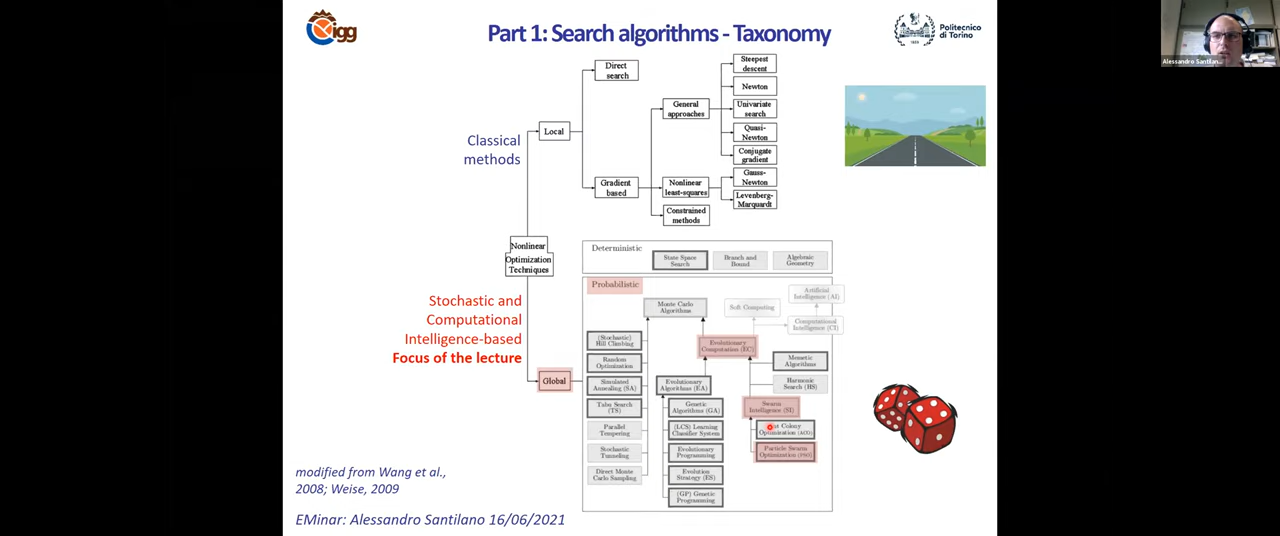 igg
Part 1: Search algorithms - Taxonomy
Politecnico
di Torino
Alessandro Santilan...
Classical
methods
Local
Direct
search
Gradient
based
General
approaches
Nonlinear
least-squares
Constrained
methods
Steepest
descent
Newton
Univariate
search
Quasi-
Newton
Conjugate
gradient
Gauss-
Newton
Levenberg-
Marquardt
Nonlinear
Optimization
Techniques
Stochastic and
Computational
Intelligence-based
Focus of the lecture
Global
Deterministic
State Space
Search
Branch and
Bound
Algebraic
Geometry
Probabilistic
Monte Carlo
Algorithms
Soft Computing
Artificial
Intelligence (AI)
Computational
Intelligence (CI)
Evolutionary
Computation (EC)
(Stochastic)
Hill Climbing
Random
Optimization
Simulated
Annealing (SA)
Tabu Search
(TS)
Parallel
Tempering
Stochastic
Tunneling
Direct Monte
Carlo Sampling
Evolutionary
Algorithms (EA)
Genetic
Algorithms (GA)
(LCS) Learning
Classifier System
Evolutionary
Programming
Evolution
Strategy (ES)
(GP) Genetic
Programming
Memetic
Algorithms
Harmonic
Search (HS)
Swarm
Intelligence (SI)
Colony
Optimization (ACO)
Particle Swarm
Optimization (PSO)
modified from Wang et al.,
2008; Weise, 2009
EMinar: Alessandro Santilano 16/06/2021